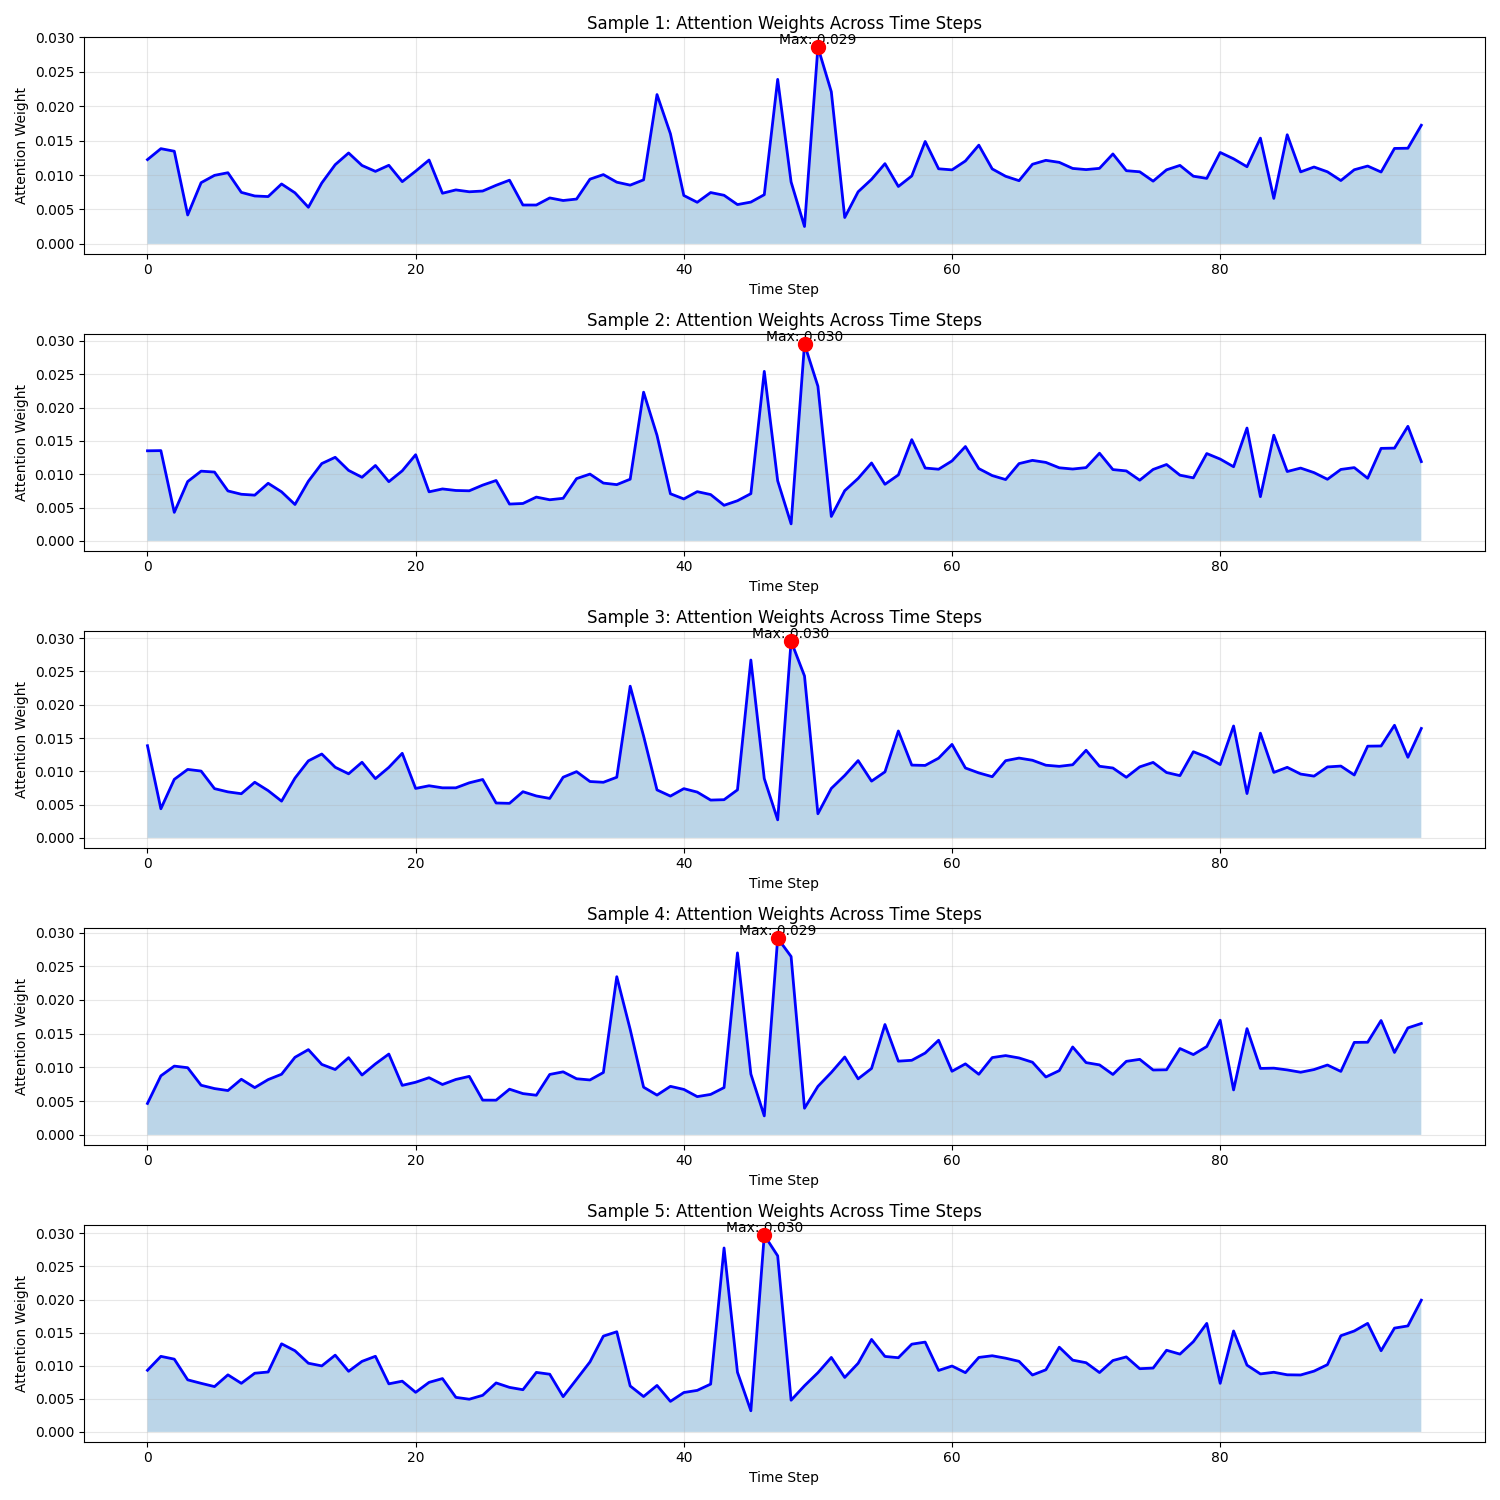 Sample 1: Attention Weights Across Time Steps
Max: 0.029
0.030
0.025
0.020
0.015
0.010
0.005
0.000
Attention Weight
0 20 40 60 80
Time Step
Sample 2: Attention Weights Across Time Steps
Max: 0.030
0.030
0.025
0.020
0.015
0.010
0.005
0.000
Attention Weight
0 20 40 60 80
Time Step
Sample 3: Attention Weights Across Time Steps
Max: 0.030
0.030
0.025
0.020
0.015
0.010
0.005
0.000
Attention Weight
0 20 40 60 80
Time Step
Sample 4: Attention Weights Across Time Steps
Max: 0.029
0.030
0.025
0.020
0.015
0.010
0.005
0.000
Attention Weight
0 20 40 60 80
Time Step
Sample 5: Attention Weights Across Time Steps
Max: 0.030
0.030
0.025
0.020
0.015
0.010
0.005
0.000
Attention Weight
0 20 40 60 80
Time Step